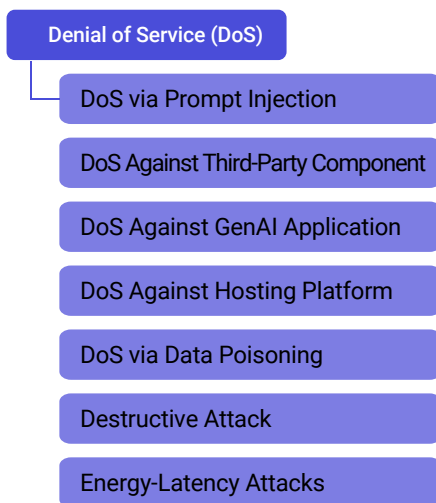 Denial of Service (DoS)
DoS via Prompt Injection
DoS Against Third-Party Component
DoS Against GenAI Application
DoS Against Hosting Platform
DoS via Data Poisoning
Destructive Attack
Energy-Latency Attacks